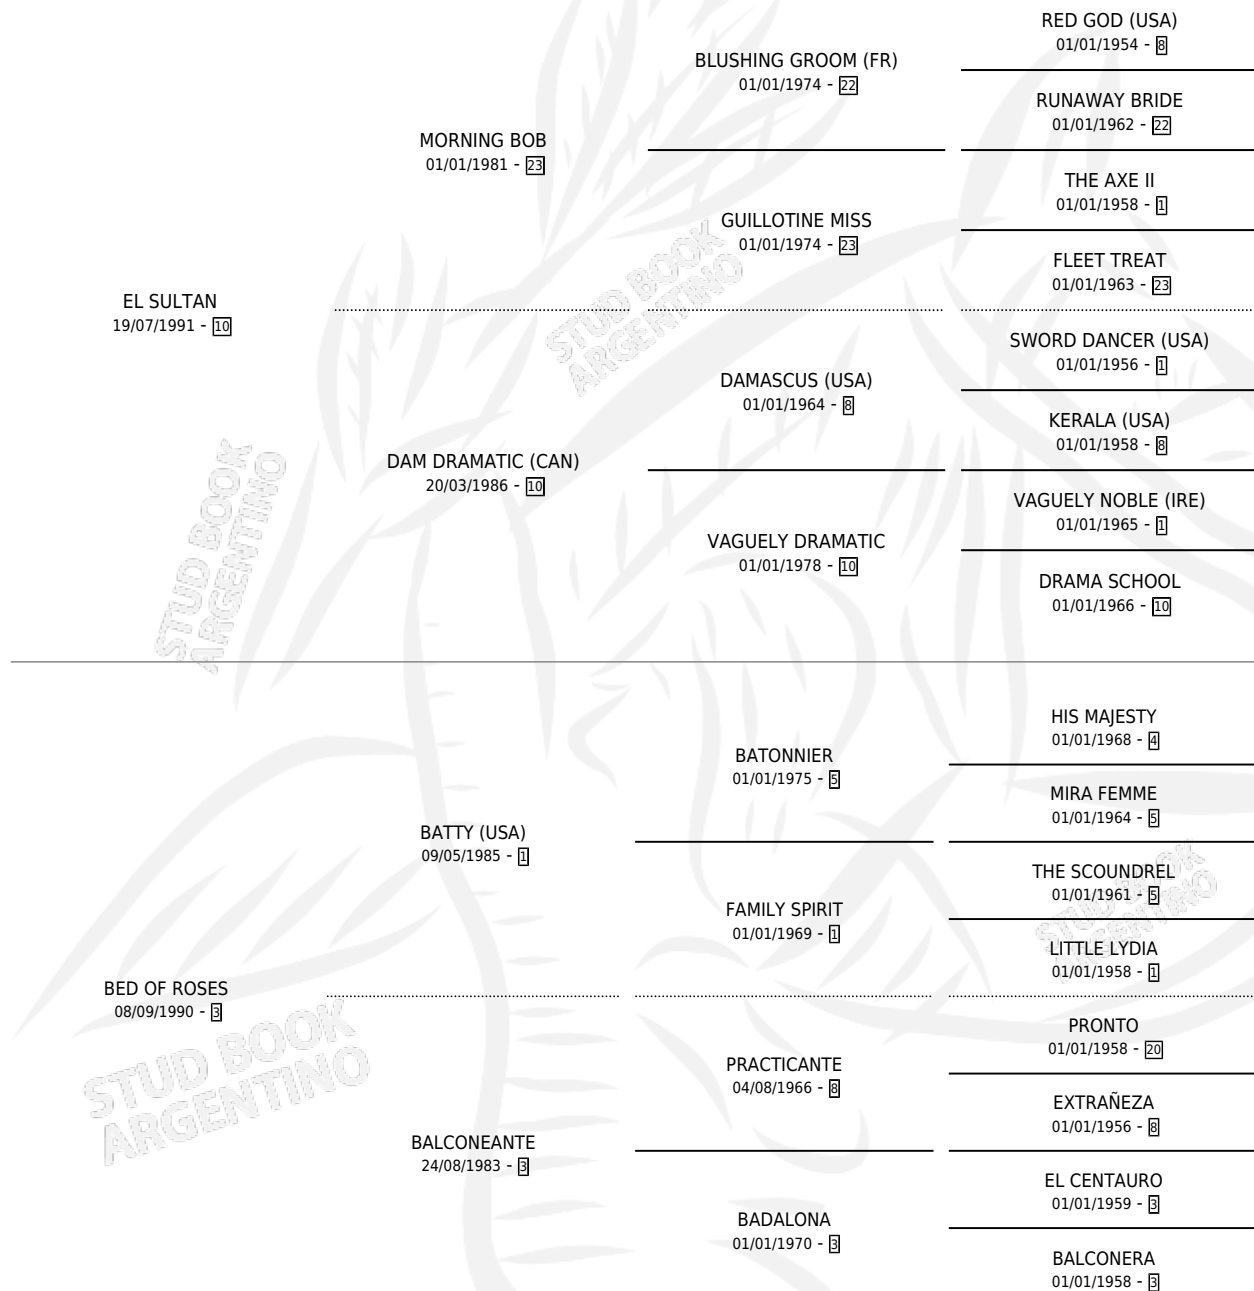 RED GOD (USA)
01/01/1954 - 8
BLUSHING GROOM (FR)
01/01/1974 - 22
RUNAWAY BRIDE
01/01/1962 - 22
MORNING BOB
01/01/1981 - 23
THE AXE II
01/01/1958 - 1
GUILLOTINE MISS
01/01/1974 - 23
FLEET TREAT
01/01/1963 - 23
EL SULTAN
19/07/1991 - 10
SWORD DANCER (USA)
01/01/1956 - 1
DAMASCUS (USA)
01/01/1964 - 8
KERALA (USA)
01/01/1958 - 8
DAM DRAMATIC (CAN)
20/03/1986 - 10
VAGUELY NOBLE (IRE)
01/01/1965 - 1
VAGUELY DRAMATIC
01/01/1978 - 10
DRAMA SCHOOL
01/01/1966 - 10
HIS MAJESTY
01/01/1968 - 4
BATONNIER
01/01/1975 - 5
MIRA FEMME
01/01/1964 - 5
BATTY (USA)
09/05/1985 - 1
THE SCOUNDREL
01/01/1961 - 5
FAMILY SPIRIT
01/01/1969 - 1
LITTLE LYDIA
01/01/1958 - 1
BED OF ROSES
08/09/1990 - 3
PRONTO
01/01/1958 - 20
PRACTICANTE
04/08/1966 - 8
EXTRAÑEZA
01/01/1956 - 8
BALCONEANTE
24/08/1983 - 3
EL CENTAURO
01/01/1959 - 3
BADALONA
01/01/1970 - 3
BALCONERA
01/01/1958 - 3
STUD BOOK
ARGENTINO
STUD BOOK
ARGENTINO
STUD BOOK
ARGENTINO
STUD BOOK
ARGENTINO